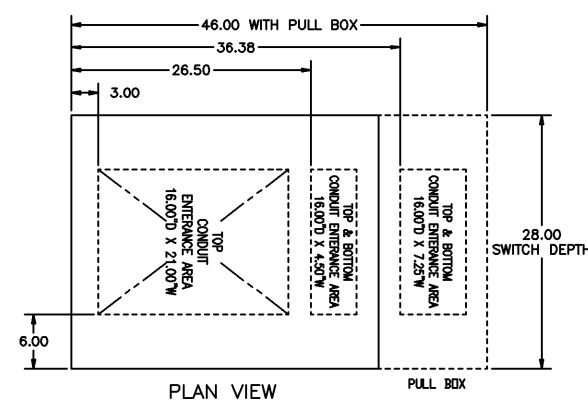 46.00 WITH PULL BOX
36.38
26.50
3.00
TOP
CONDUIT
ENTERANCE AREA
16.00"D X 21.00"W
TOP & BOTTOM
CONDUIT ENTERANCE AREA
16.00"D X 4.50"W
TOP & BOTTOM
CONDUIT ENTERANCE AREA
16.00"D X 7.25"W
28.00
SWITCH DEPTH
6.00
PLAN VIEW
PULL BOX